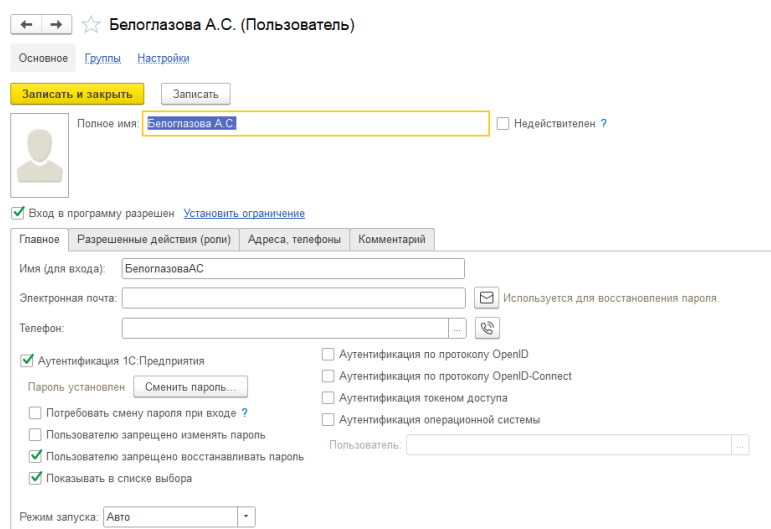 Белоглазова А.С. (Пользователь)
Основное Группы Настройки
Записать и закрыть Записать
Полное имя: Белоглазова А.С. Недействителен ?
Вход в программу разрешен Установить ограничение
Главное Разрешенные действия (роли) Адреса, телефоны Комментарий
Имя (для входа): БелоглазоваАС
Электронная почта: Используется для восстановления пароля.
Телефон: ...
Аутентификация 1С:Предприятия Аутентификация по протоколу OpenID
Аутентификация по протоколу OpenID-Connect
Пароль установлен Сменить пароль... Аутентификация токеном доступа
Потребовать смену пароля при входе ? Аутентификация операционной системы
Пользователю запрещено изменять пароль Пользователь: ...
Пользователю запрещено восстанавливать пароль
Показывать в списке выбора
Режим запуска: Авто